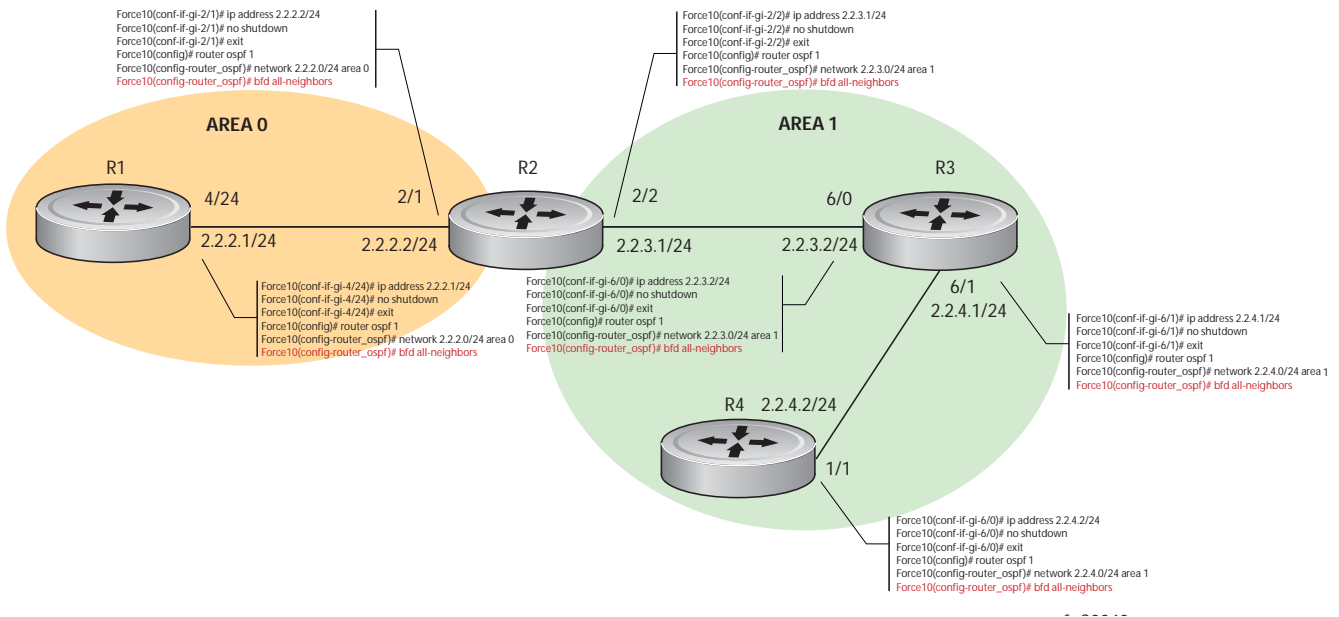 Force10(conf-if-gi-2/1)# ip address 2.2.2.2/24
Force10(conf-if-gi-2/1)# no shutdown
Force10(conf-if-gi-2/1)# exit
Force10(config)# router ospf 1
Force10(config-router_ospf)# network 2.2.2.0/24 area 0
Force10(config-router_ospf)# bfd all-neighbors
Force10(conf-if-gi-2/2)# ip address 2.2.3.1/24
Force10(conf-if-gi-2/2)# no shutdown
Force10(conf-if-gi-2/2)# exit
Force10(config)# router ospf 1
Force10(config-router_ospf)# network 2.2.3.0/24 area 1
Force10(config-router_ospf)# bfd all-neighbors
AREA 0
AREA 1
R1
R2
R3
4/24
2/1
2/2
6/0
2.2.2.1/24
2.2.2.2/24
2.2.3.1/24
2.2.3.2/24
Force10(conf-if-gi-4/24)# ip address 2.2.2.1/24
Force10(conf-if-gi-4/24)# no shutdown
Force10(conf-if-gi-4/24)# exit
Force10(config)# router ospf 1
Force10(config-router_ospf)# network 2.2.2.0/24 area 0
Force10(config-router_ospf)# bfd all-neighbors
Force10(conf-if-gi-6/0)# ip address 2.2.3.2/24
Force10(conf-if-gi-6/0)# no shutdown
Force10(conf-if-gi-6/0)# exit
Force10(config)# router ospf 1
Force10(config-router_ospf)# network 2.2.3.0/24 area 1
Force10(config-router_ospf)# bfd all-neighbors
6/1
2.2.4.1/24
Force10(conf-if-gi-6/1)# ip address 2.2.4.1/24
Force10(conf-if-gi-6/1)# no shutdown
Force10(conf-if-gi-6/1)# exit
Force10(config)# router ospf 1
Force10(config-router_ospf)# network 2.2.4.0/24 area 1
Force10(config-router_ospf)# bfd all-neighbors
R4
2.2.4.2/24
1/1
Force10(conf-if-gi-6/0)# ip address 2.2.4.2/24
Force10(conf-if-gi-6/0)# no shutdown
Force10(conf-if-gi-6/0)# exit
Force10(config)# router ospf 1
Force10(config-router_ospf)# network 2.2.4.0/24 area 1
Force10(config-router_ospf)# bfd all-neighbors